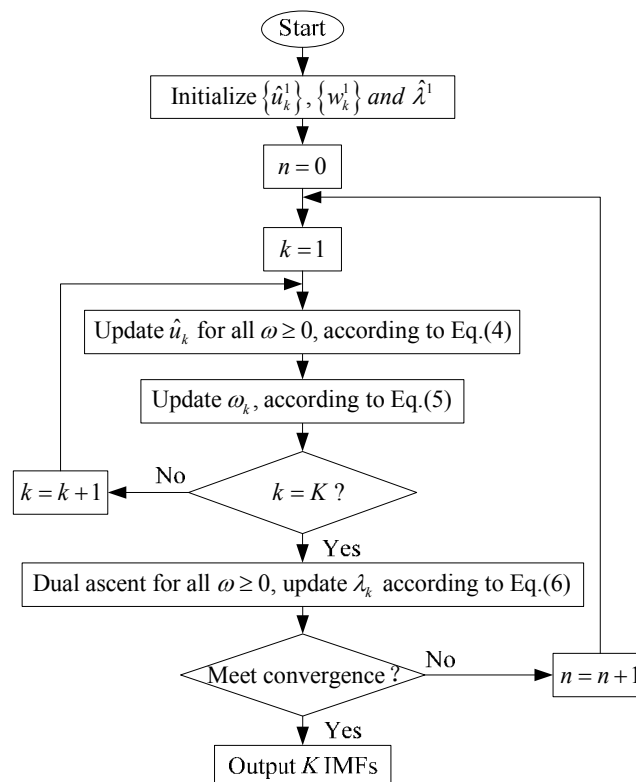 Start
Initialize {û_k^1}, {w_k^1} and λ̂^1
n = 0
k = 1
Update û_k for all ω ≥ 0, according to Eq.(4)
Update ω_k, according to Eq.(5)
k = K ?
No
k = k + 1
Yes
Dual ascent for all ω ≥ 0, update λ_k according to Eq.(6)
Meet convergence ?
No
n = n + 1
Yes
Output K IMFs